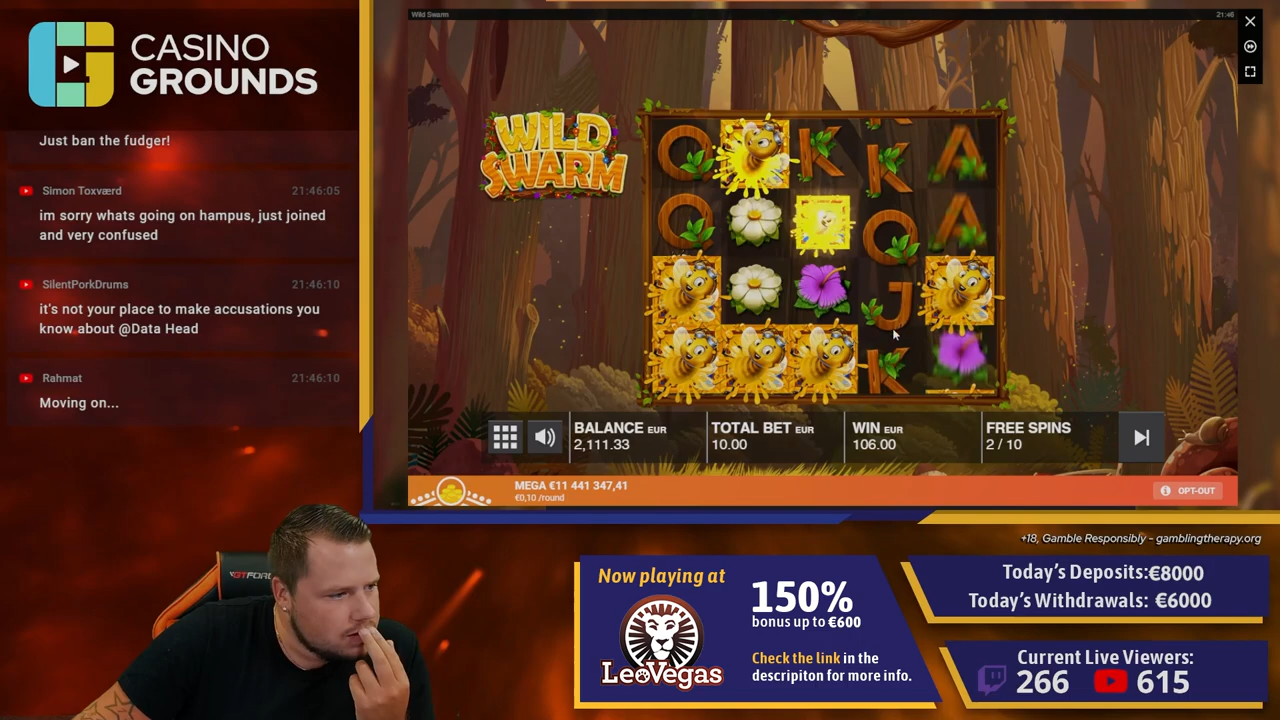 CASINO
GROUNDS
Just ban the fudger!
Simon Toxværd 21:46:05
im sorry whats going on hampus, just joined
and very confused
SilentPorkDrums 21:46:10
it's not your place to make accusations you
know about @Data Head
Rahmat 21:46:10
Moving on...
Wild Swarm 21:46
WILD
SWARM
Q K K A
Q Q A
J
K
BALANCE EUR
2,111.33
TOTAL BET EUR
10.00
WIN EUR
106.00
FREE SPINS
2 / 10
MEGA €11 441 347,41
€0,10 /round
OPT-OUT
+18, Gamble Responsibly - gamblingtherapy.org
Now playing at
LeoVegas
150%
bonus up to €600
Check the link in the
descripiton for more info.
Today's Deposits:€8000
Today's Withdrawals: €6000
Current Live Viewers:
266 615